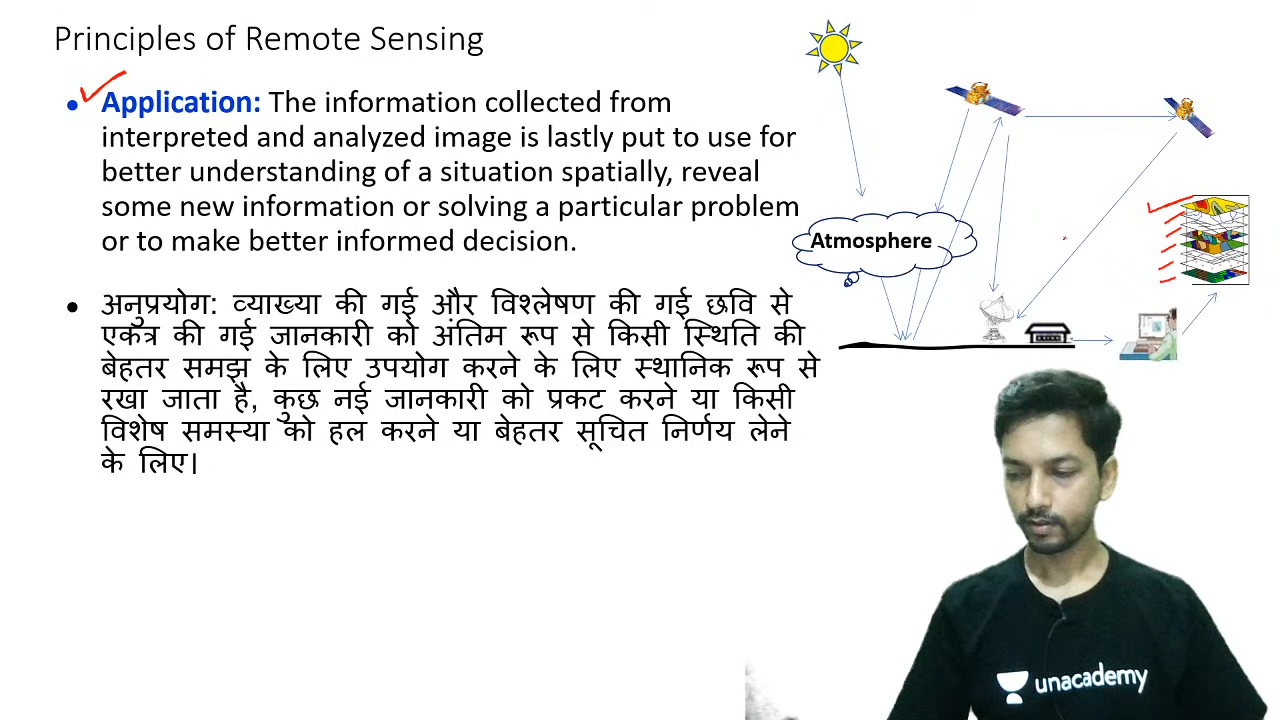 Principles of Remote Sensing
• Application: The information collected from
interpreted and analyzed image is lastly put to use for
better understanding of a situation spatially, reveal
some new information or solving a particular problem
or to make better informed decision.
• अनुप्रयोग: व्याख्या की गई और विश्लेषण की गई छवि से
एकत्र की गई जानकारी को अंतिम रूप से किसी स्थिति की
बेहतर समझ के लिए उपयोग करने के लिए स्थानिक रूप से
रखा जाता है, कुछ नई जानकारी को प्रकट करने या किसी
विशेष समस्या को हल करने या बेहतर सूचित निर्णय लेने
के लिए।
Atmosphere
unacademy